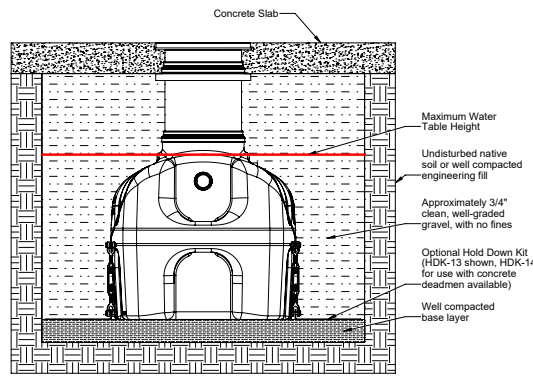 Concrete Slab
Maximum Water
Table Height
Undisturbed native
soil or well compacted
engineering fill
Approximately 3/4"
clean, well-graded
gravel, with no fines
Optional Hold Down Kit
(HDK-13 shown, HDK-14
for use with concrete
deadmen available)
Well compacted
base layer